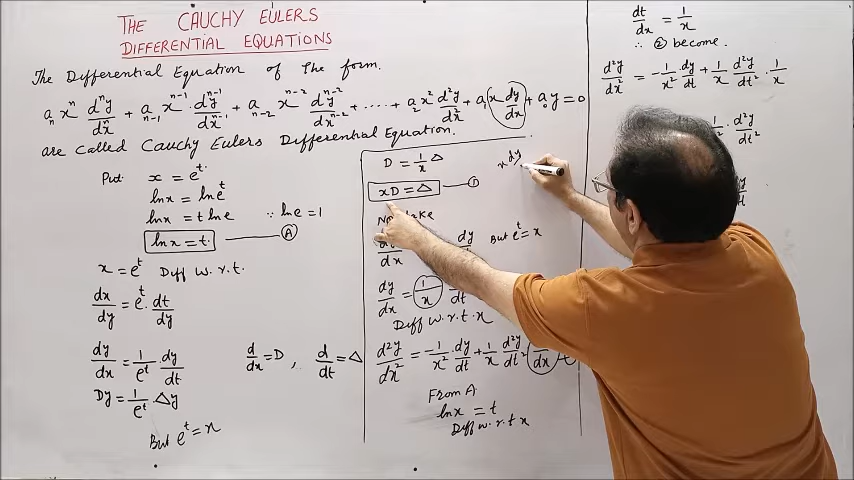 THE CAUCHY EULERS
DIFFERENTIAL EQUATIONS
The Differential Equation of the form.
a_n x^n d^n y/dx^n + a_{n-1} x^{n-1} · d^{n-1}y/dx^{n-1} + a_{n-2} x^{n-2} d^{n-2}y/dx^{n-2} + ..... + a_2 x^2 d^2y/dx^2 + a_1 x dy/dx + a_0 y = 0
are called Cauchy Eulers Differential Equation.
Put x = e^t.
ln x = ln e^t
ln x = t ln e ∵ ln e = 1
ln x = t. A
x = e^t Diff w.r.t.
dx/dy = e^t · dt/dy
dy/dx = 1/e^t dy/dt d/dx = D, d/dt = △
Dy = 1/e^t · △y
But e^t = x
D = 1/x △
xD = △ 1
x dy
dy But e^t = x
dx
dy/dx = 1/x dy/dt
Diff w.r.t. x
d^2y/dx^2 = -1/x^2 · dy/dt + 1/x d^2y/dt^2
dx
From A
ln x = t
Diff w.r.t x
dt/dx = 1/x
∴ 2 become.
d^2y/dx^2 = -1/x^2 · dy/dt + 1/x d^2y/dt^2 · 1/x
· d^2y/dt^2